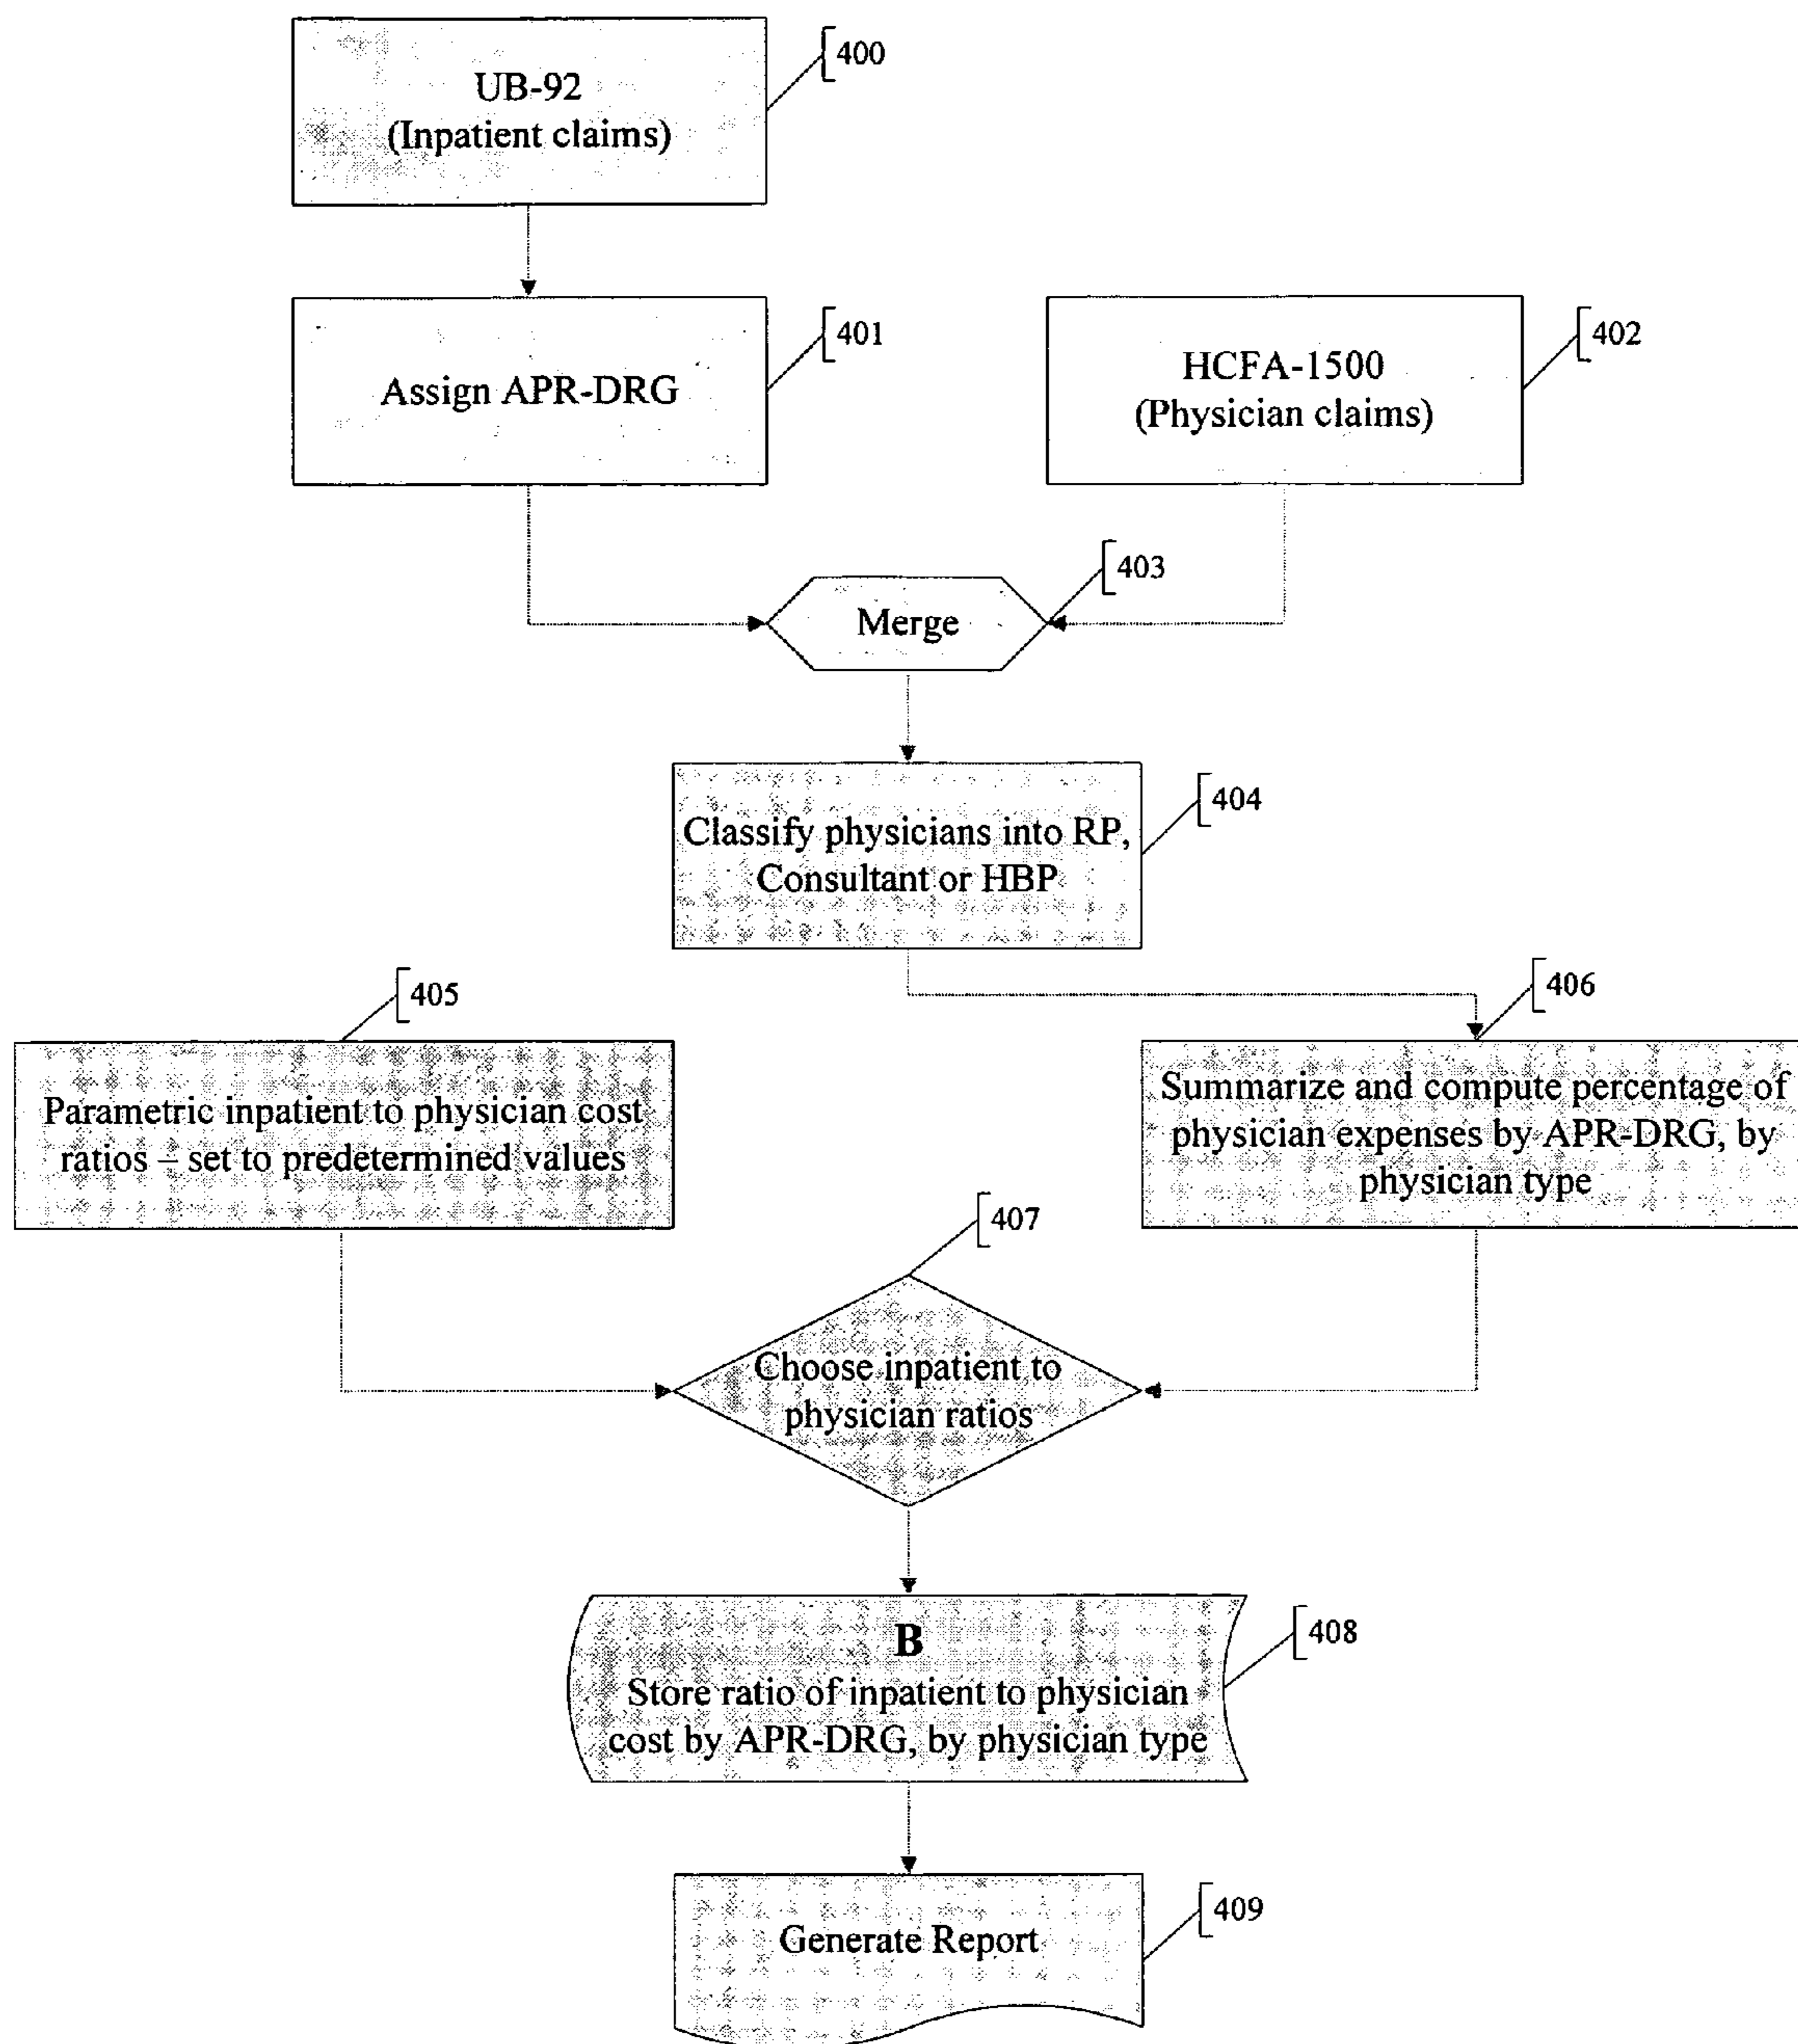 400
UB-92
(Inpatient claims)
401
Assign APR-DRG
402
HCFA-1500
(Physician claims)
403
Merge
404
Classify physicians into RP,
Consultant or HBP
405
Parametric inpatient to physician cost
ratios – set to predetermined values
406
Summarize and compute percentage of
physician expenses by APR-DRG, by
physician type
407
Choose inpatient to
physician ratios
408
B
Store ratio of inpatient to physician
cost by APR-DRG, by physician type
409
Generate Report